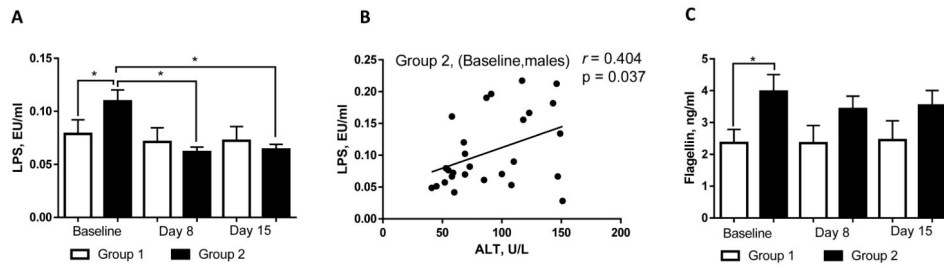 A
LPS, EU/ml
0.20
0.15
0.10
0.05
0.00
*
*
*
Baseline
Day 8
Day 15
Group 1
Group 2
B
LPS, EU/ml
0.25
0.20
0.15
0.10
0.05
0.00
Group 2, (Baseline,males)
r = 0.404
p = 0.037
0
50
100
150
200
ALT, U/L
C
Flagellin, ng/ml
6
5
4
3
2
1
0
*
Baseline
Day 8
Day 15
Group 1
Group 2